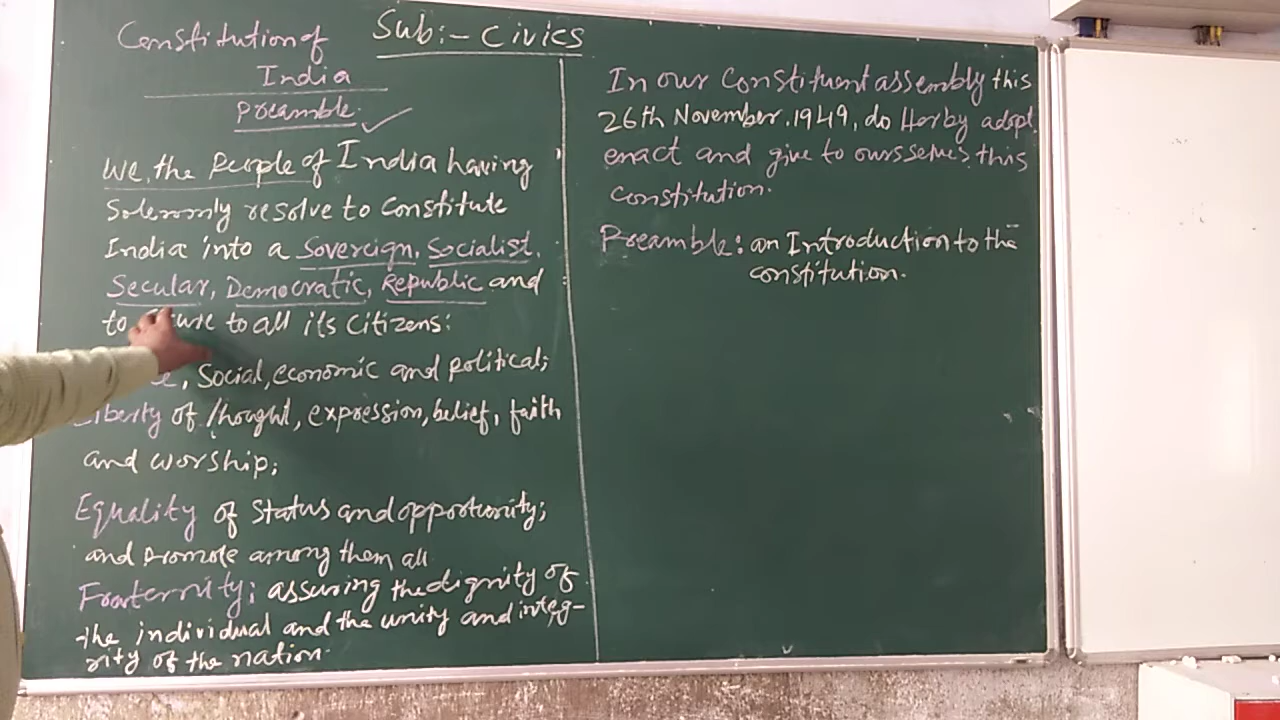 Sub:- Civics
Constitution of
India
Preamble.
We, the People of India having
Solemnly resolve to Constitute
India into a Sovereign, Socialist,
Secular, Democratic, Republic and
to to all its Citizens:
Social, economic and political;
Liberty of thought, expression, belief, faith
and worship;
Equality of Status and opportunity;
and promote among them all
Fraternity; assuring the dignity of
the individual and the unity and integ-
rity of the nation.
In our Constituent assembly this
26th November. 1949, do Herby adopt
enact and give to oursselves this
constitution.
Preamble: an Introduction to the
constitution.